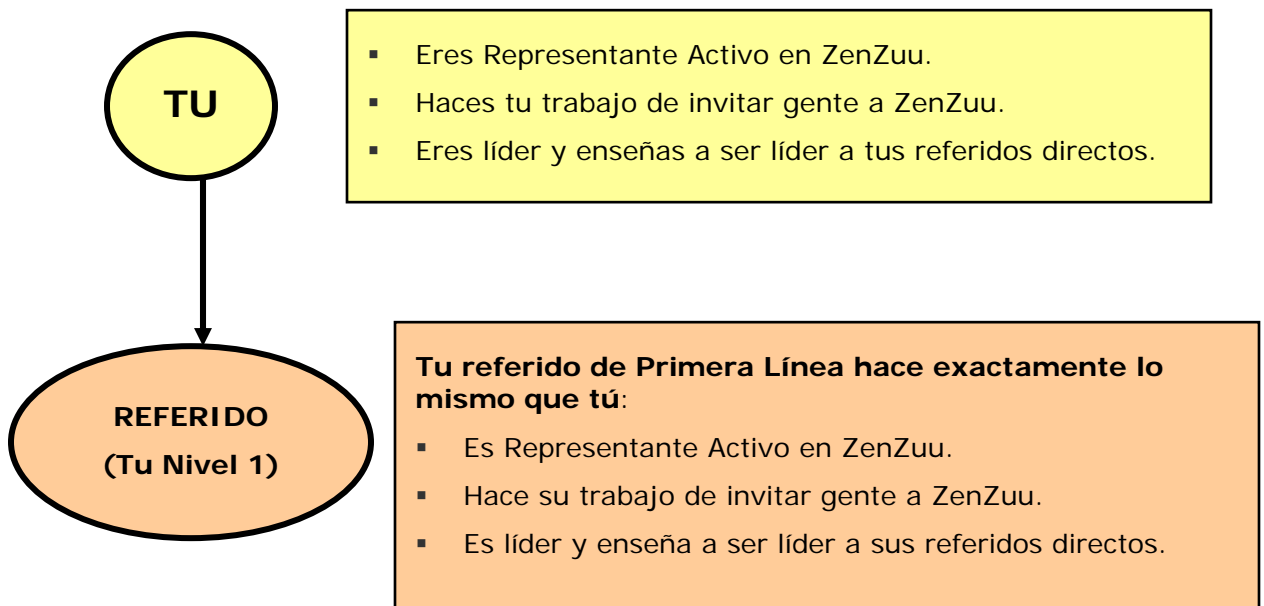 TU
▪ Eres Representante Activo en ZenZuu.
▪ Haces tu trabajo de invitar gente a ZenZuu.
▪ Eres líder y enseñas a ser líder a tus referidos directos.
REFERIDO
(Tu Nivel 1)
Tu referido de Primera Línea hace exactamente lo
mismo que tú:
▪ Es Representante Activo en ZenZuu.
▪ Hace su trabajo de invitar gente a ZenZuu.
▪ Es líder y enseña a ser líder a sus referidos directos.